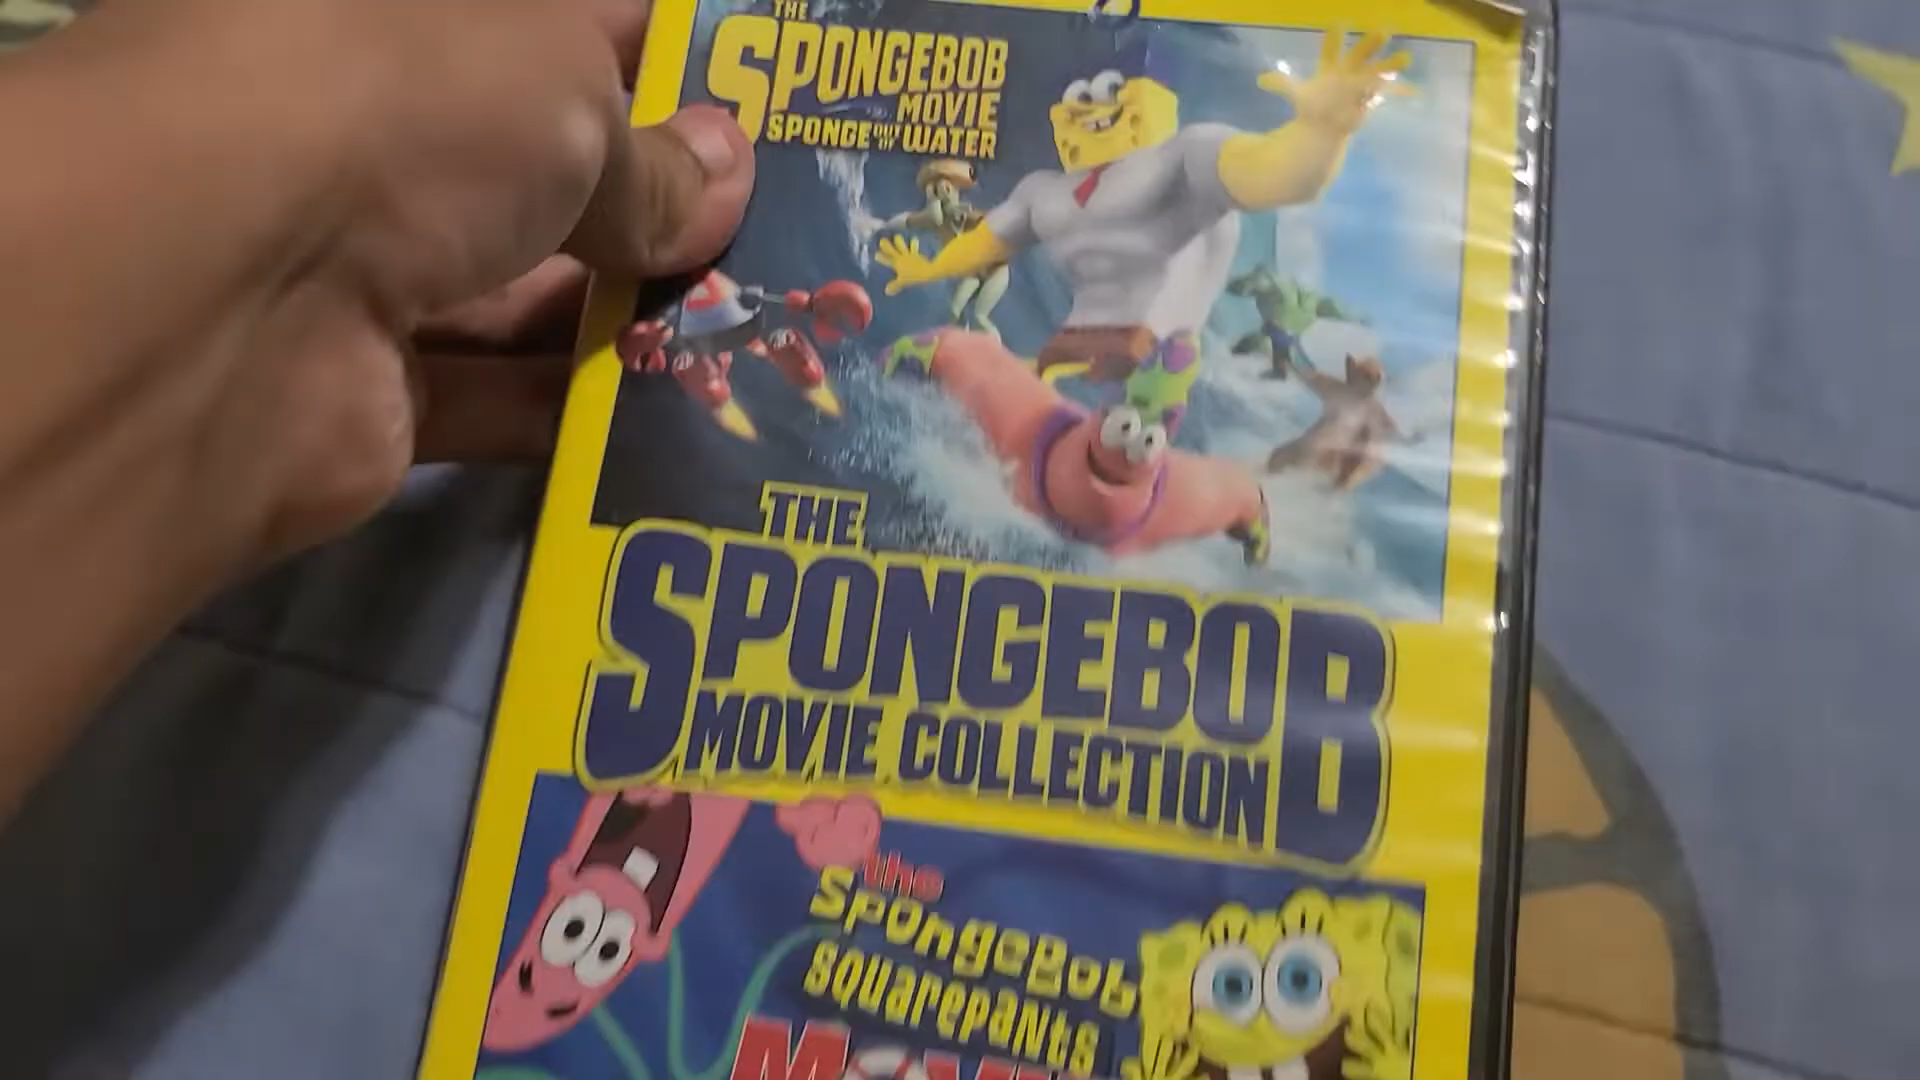 THE
SPONGEBOB
MOVIE
SPONGE OUT OF WATER
THE
SPONGEBOB
MOVIE COLLECTION
the
SpongeBob
squarepants